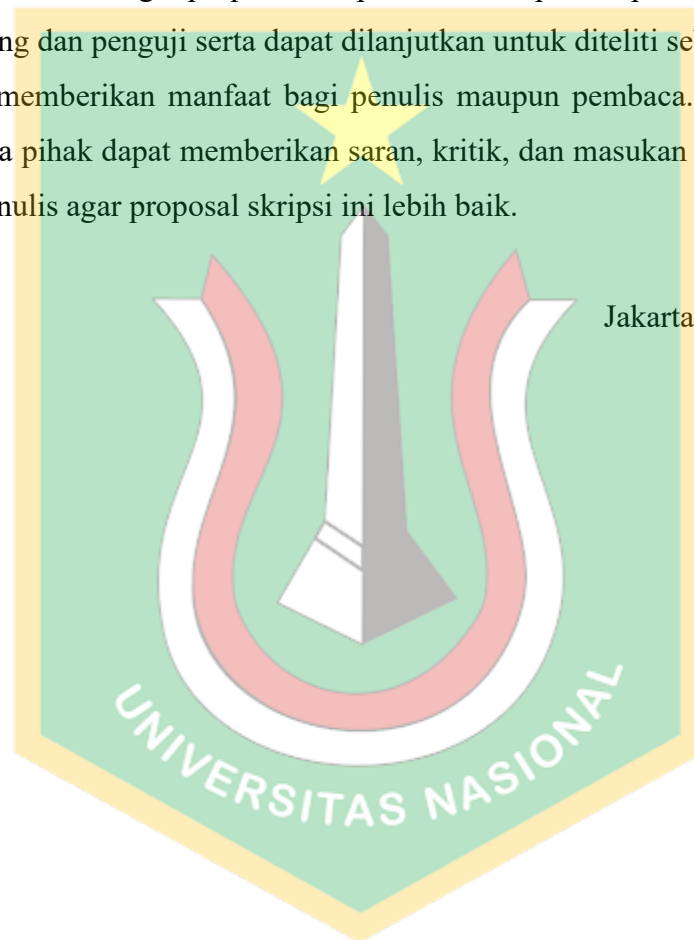 ng dan penguji serta dapat dilanjutkan untuk diteliti se
memberikan manfaat bagi penulis maupun pembaca.
a pihak dapat memberikan saran, kritik, dan masukan
nulis agar proposal skripsi ini lebih baik.
Jakarta
UNIVERSITAS NASIONAL